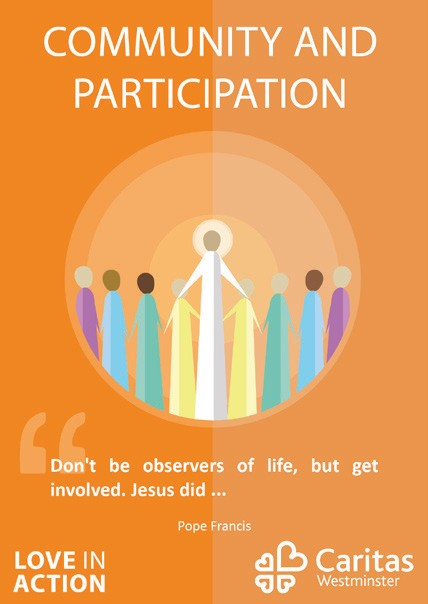 COMMUNITY AND
PARTICIPATION
“
Don't be observers of life, but get
involved. Jesus did ...
Pope Francis
LOVE IN
ACTION
Caritas
Westminster